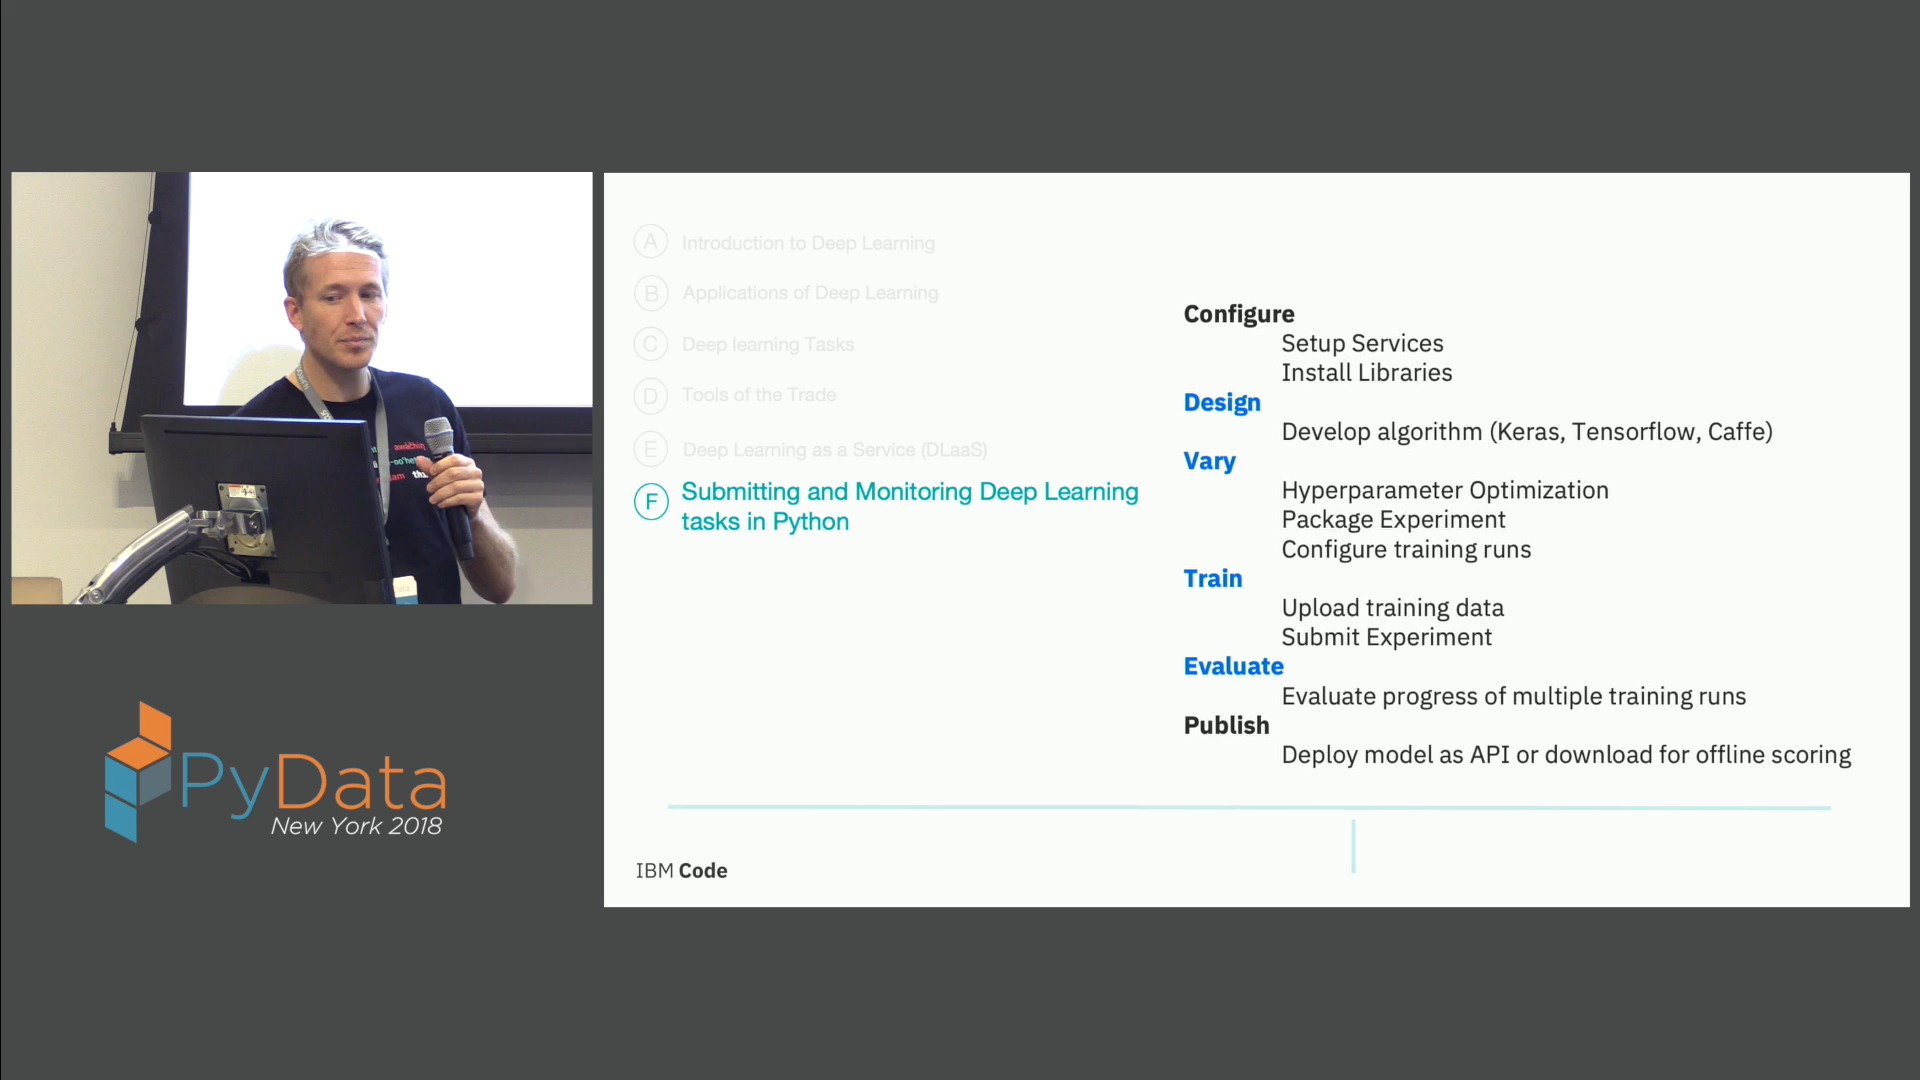 A Introduction to Deep Learning
B Applications of Deep Learning
C Deep learning Tasks
D Tools of the Trade
E Deep Learning as a Service (DLaaS)
F Submitting and Monitoring Deep Learning
tasks in Python
Configure
Setup Services
Install Libraries
Design
Develop algorithm (Keras, Tensorflow, Caffe)
Vary
Hyperparameter Optimization
Package Experiment
Configure training runs
Train
Upload training data
Submit Experiment
Evaluate
Evaluate progress of multiple training runs
Publish
Deploy model as API or download for offline scoring
IBM Code
PyData
New York 2018